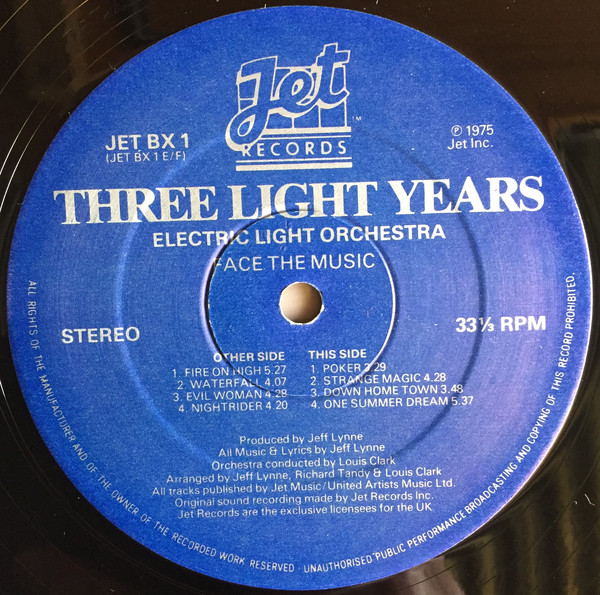 Jet
TM
RECORDS
JET BX 1
(JET BX 1 E/F)
℗ 1975
Jet Inc.
THREE LIGHT YEARS
ELECTRIC LIGHT ORCHESTRA
FACE THE MUSIC
STEREO
33⅓ RPM
OTHER SIDE
1. FIRE ON HIGH 5.27
2. WATERFALL 4.07
3. EVIL WOMAN 4.28
4. NIGHTRIDER 4.20
THIS SIDE
1. POKER 3.29
2. STRANGE MAGIC 4.28
3. DOWN HOME TOWN 3.48
4. ONE SUMMER DREAM 5.37
Produced by Jeff Lynne
All Music & Lyrics by Jeff Lynne
Orchestra conducted by Louis Clark
Arranged by Jeff Lynne, Richard Tandy & Louis Clark
All tracks published by Jet Music/United Artists Music Ltd.
Original sound recording made by Jet Records Inc.
Jet Records are the exclusive licensees for the UK
ALL RIGHTS OF THE MANUFACTURER AND OF THE OWNER OF THE RECORDED WORK RESERVED · UNAUTHORISED PUBLIC PERFORMANCE BROADCASTING AND COPYING OF THIS RECORD PROHIBITED.